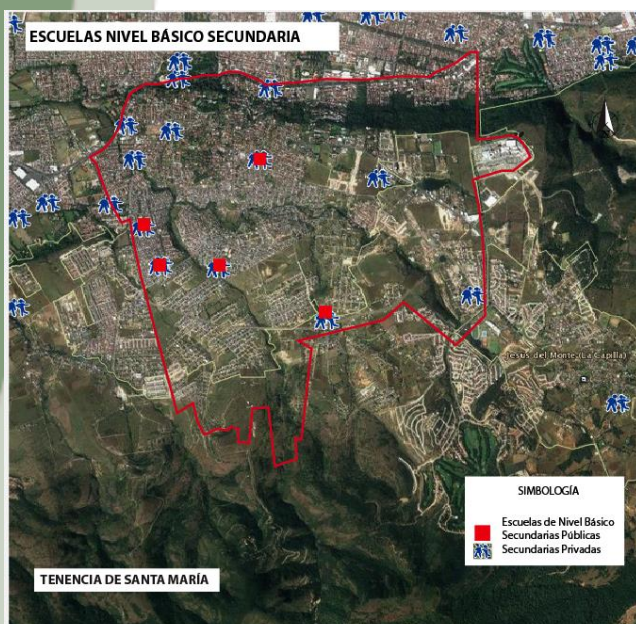 ESCUELAS NIVEL BÁSICO SECUNDARIA
Jesús del Monte (La Capilla)
SIMBOLOGÍA
Escuelas de Nivel Básico
Secundarias Públicas
Secundarias Privadas
TENENCIA DE SANTA MARÍA